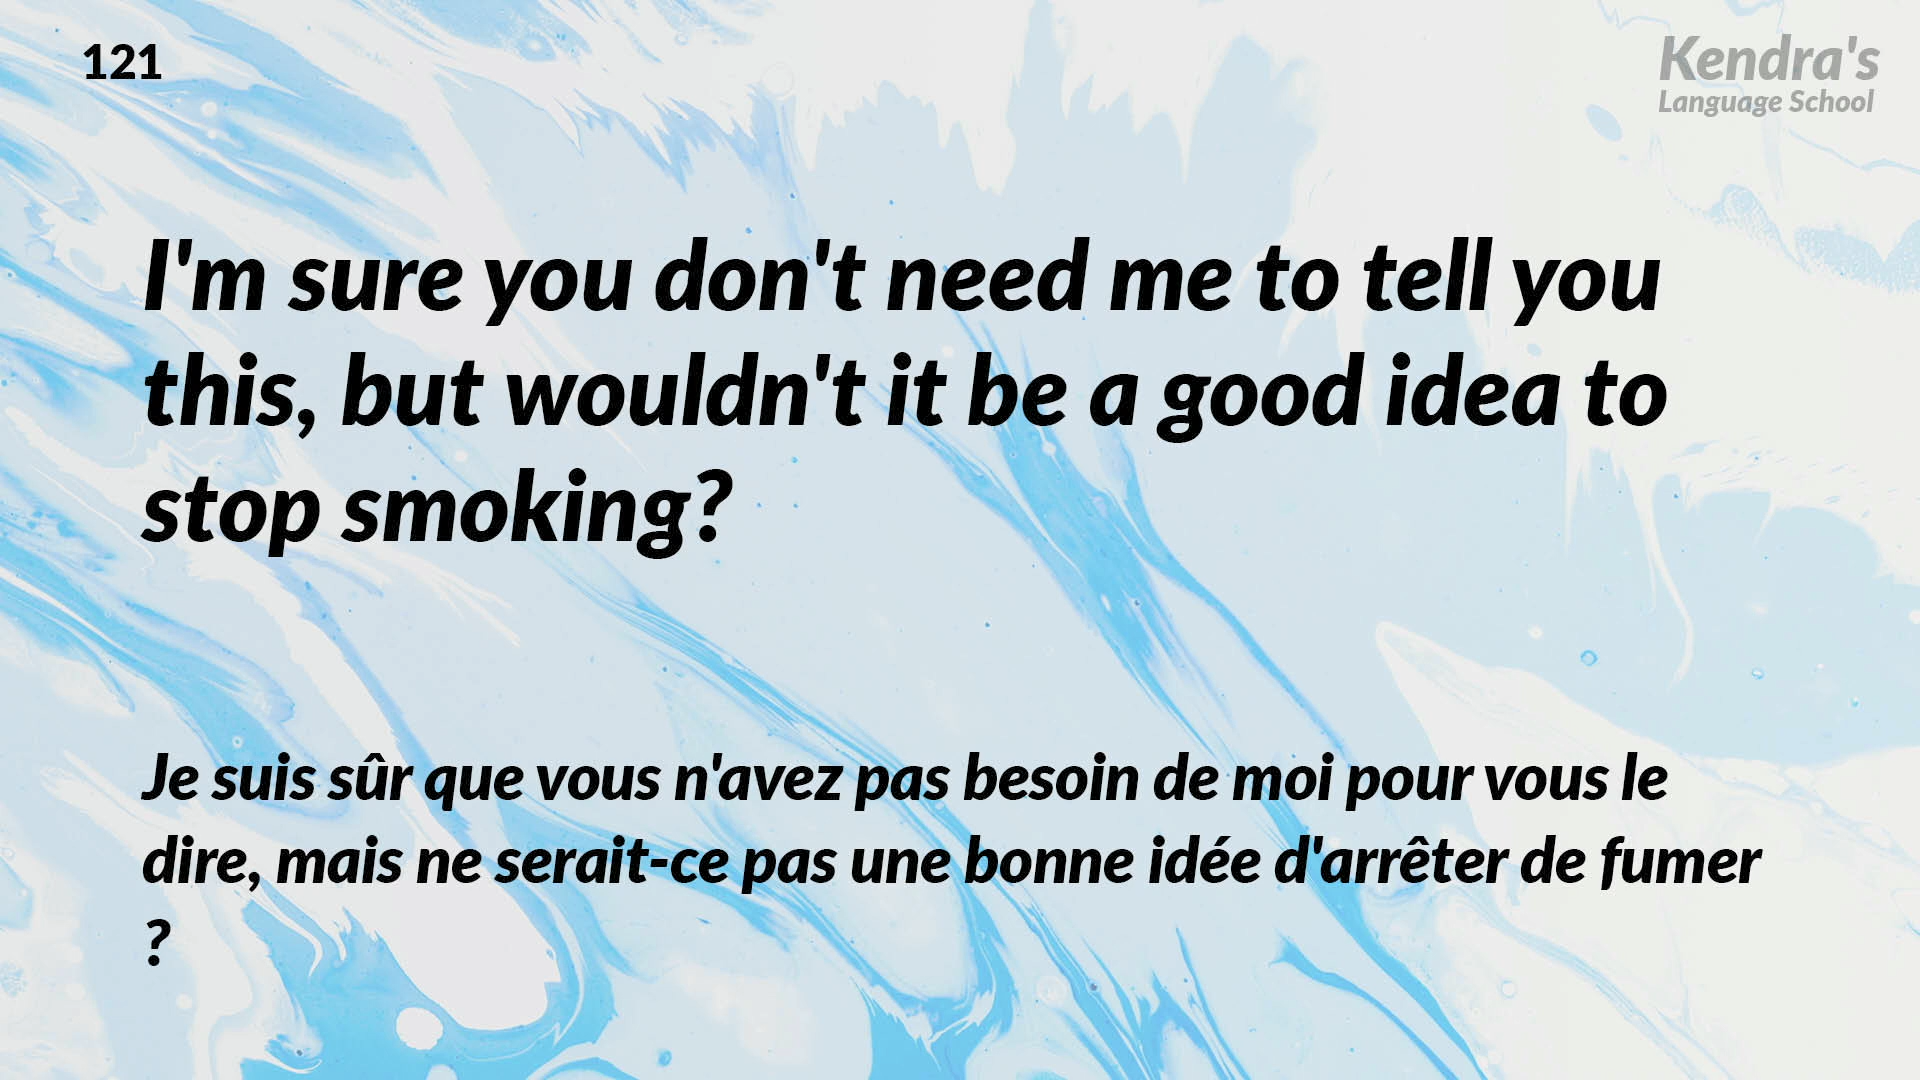 121
Kendra's
Language School
I'm sure you don't need me to tell you
this, but wouldn't it be a good idea to
stop smoking?
Je suis sûr que vous n'avez pas besoin de moi pour vous le
dire, mais ne serait-ce pas une bonne idée d'arrêter de fumer
?